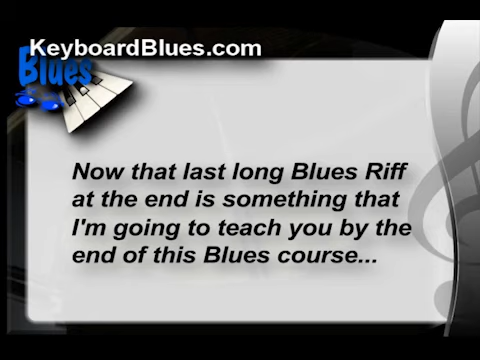 KeyboardBlues.com
Blues
Now that last long Blues Riff
at the end is something that
I'm going to teach you by the
end of this Blues course...